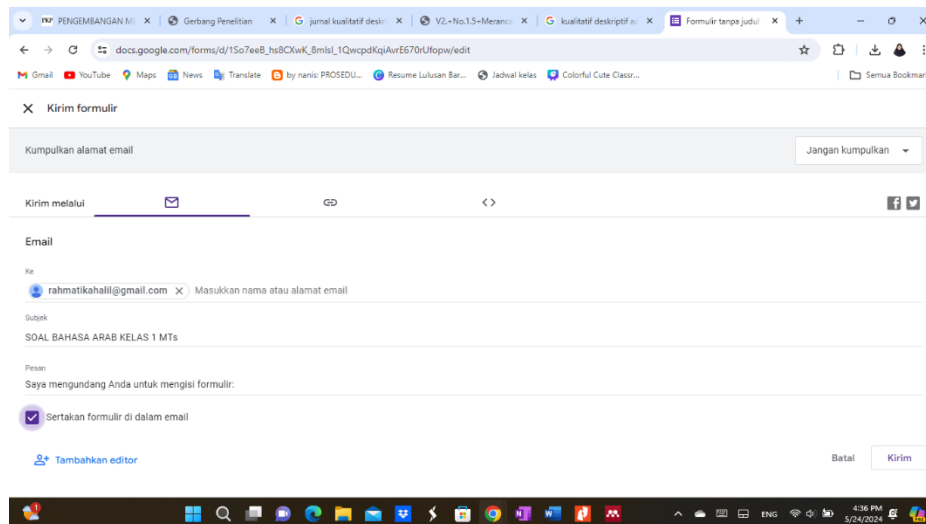 PENGEMBANGAN ME
Gerbang Penelitian
jurnal kualitatif deskri
V2.+No.1.5+Meranca
kualitatif deskriptif ad
Formulir tanpa judul
docs.google.com/forms/d/1So7eeB_hs8CXwK_8mlsl_1QwcpdKqiAvrE670rUfopw/edit
Gmail YouTube Maps News Translate by nanis: PROSEDU... Resume Lulusan Bar... Jadwal kelas Colorful Cute Classr... Semua Bookmar
Kirim formulir
Kumpulkan alamat email Jangan kumpulkan
Kirim melalui
Email
Ke
rahmatikahalil@gmail.com Masukkan nama atau alamat email
Subjek
SOAL BAHASA ARAB KELAS 1 MTs
Pesan
Saya mengundang Anda untuk mengisi formulir:
Sertakan formulir di dalam email
Tambahkan editor Batal Kirim
ENG 4:36 PM
5/24/2024